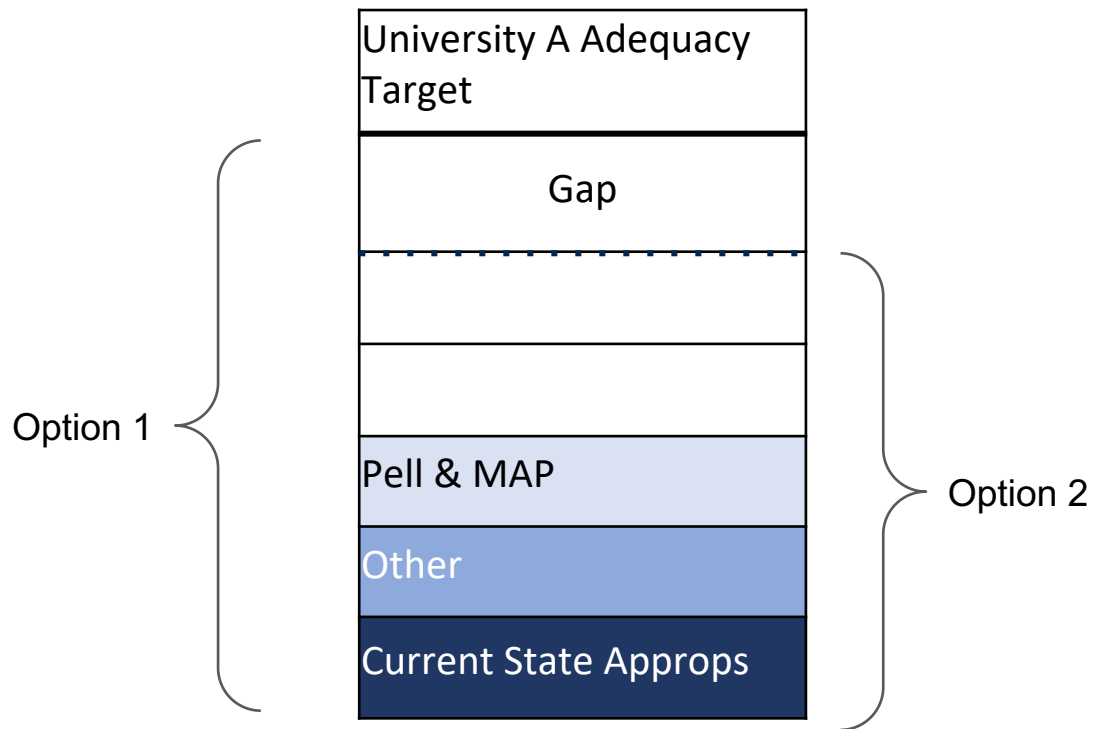 University A Adequacy
Target
Gap
Option 1
Pell & MAP
Option 2
Other
Current State Approps